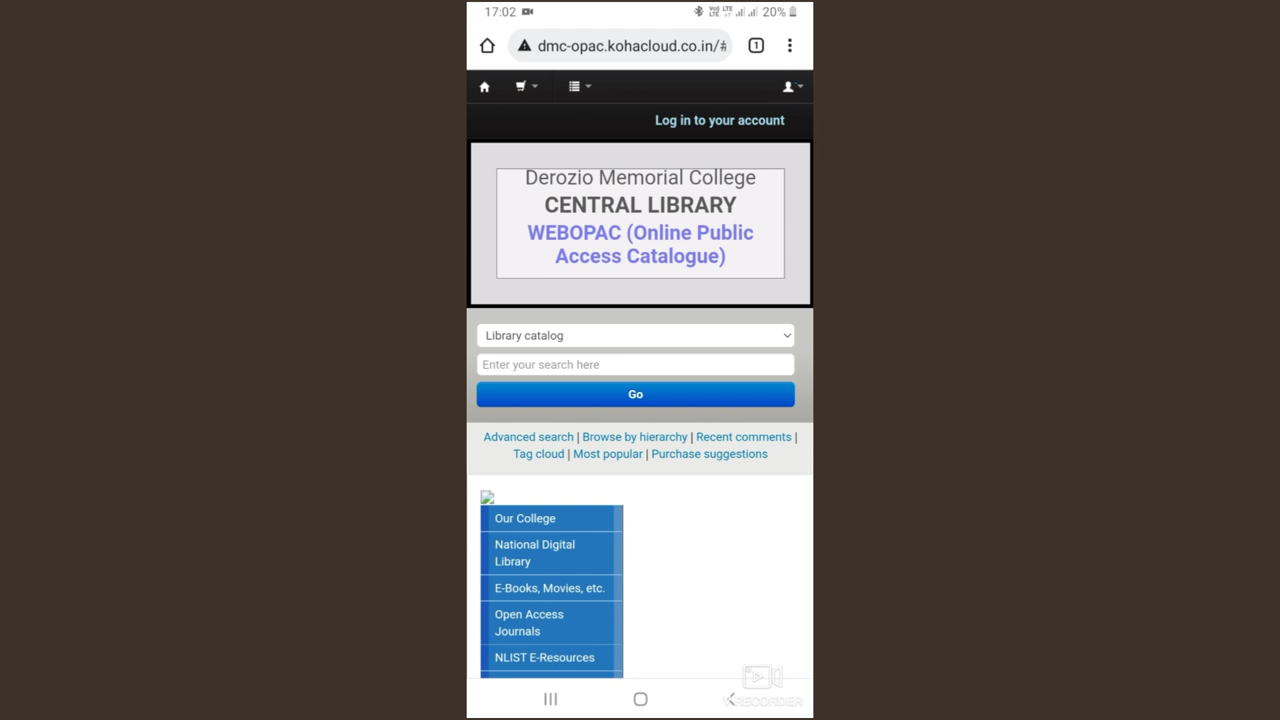 17:02 20%
dmc-opac.kohacloud.co.in/# 1
Log in to your account
Derozio Memorial College
CENTRAL LIBRARY
WEBOPAC (Online Public
Access Catalogue)
Library catalog
Enter your search here
Go
Advanced search | Browse by hierarchy | Recent comments |
Tag cloud | Most popular | Purchase suggestions
Our College
National Digital
Library
E-Books, Movies, etc.
Open Access
Journals
NLIST E-Resources